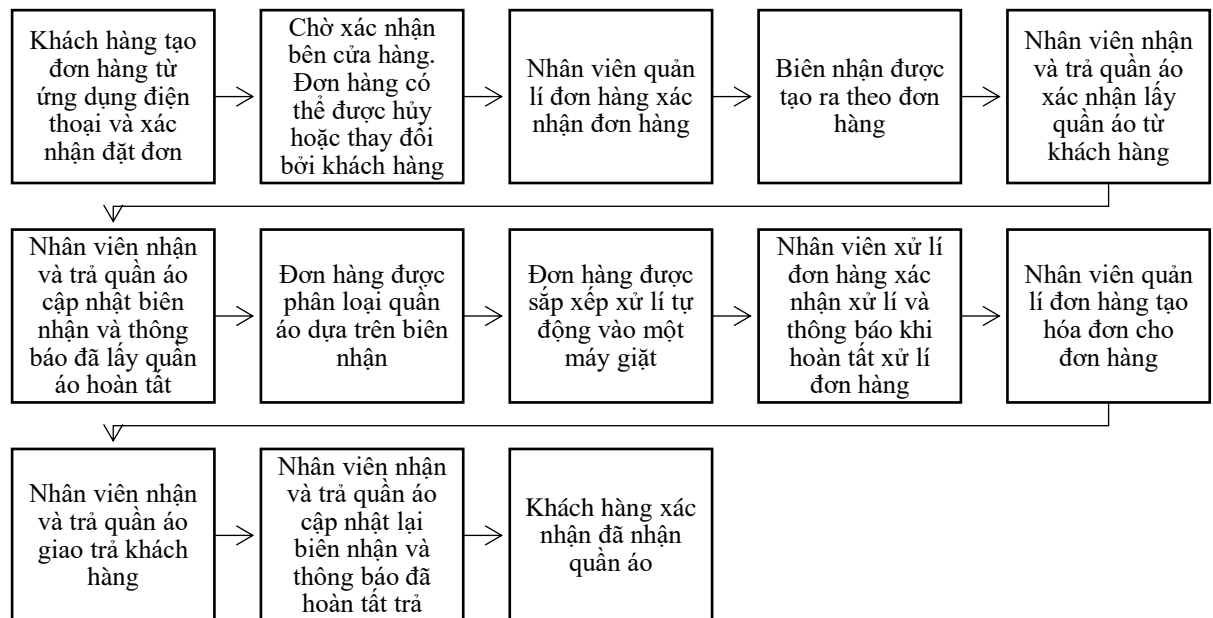 Khách hàng tạo
đơn hàng từ
ứng dụng điện
thoại và xác
nhận đặt đơn
Chờ xác nhận
bên cửa hàng.
Đơn hàng có
thể được hủy
hoặc thay đổi
bởi khách hàng
Nhân viên quản
lí đơn hàng xác
nhận đơn hàng
Biên nhận được
tạo ra theo đơn
hàng
Nhân viên nhận
và trả quần áo
xác nhận lấy
quần áo từ
khách hàng
Nhân viên nhận
và trả quần áo
cập nhật biên
nhận và thông
báo đã lấy quần
áo hoàn tất
Đơn hàng được
phân loại quần
áo dựa trên biên
nhận
Đơn hàng được
sắp xếp xử lí tự
động vào một
máy giặt
Nhân viên xử lí
đơn hàng xác
nhận xử lí và
thông báo khi
hoàn tất xử lí
đơn hàng
Nhân viên quản
lí đơn hàng tạo
hóa đơn cho
đơn hàng
Nhân viên nhận
và trả quần áo
giao trả khách
hàng
Nhân viên nhận
và trả quần áo
cập nhật lại
biên nhận và
thông báo đã
hoàn tất trả
Khách hàng xác
nhận đã nhận
quần áo